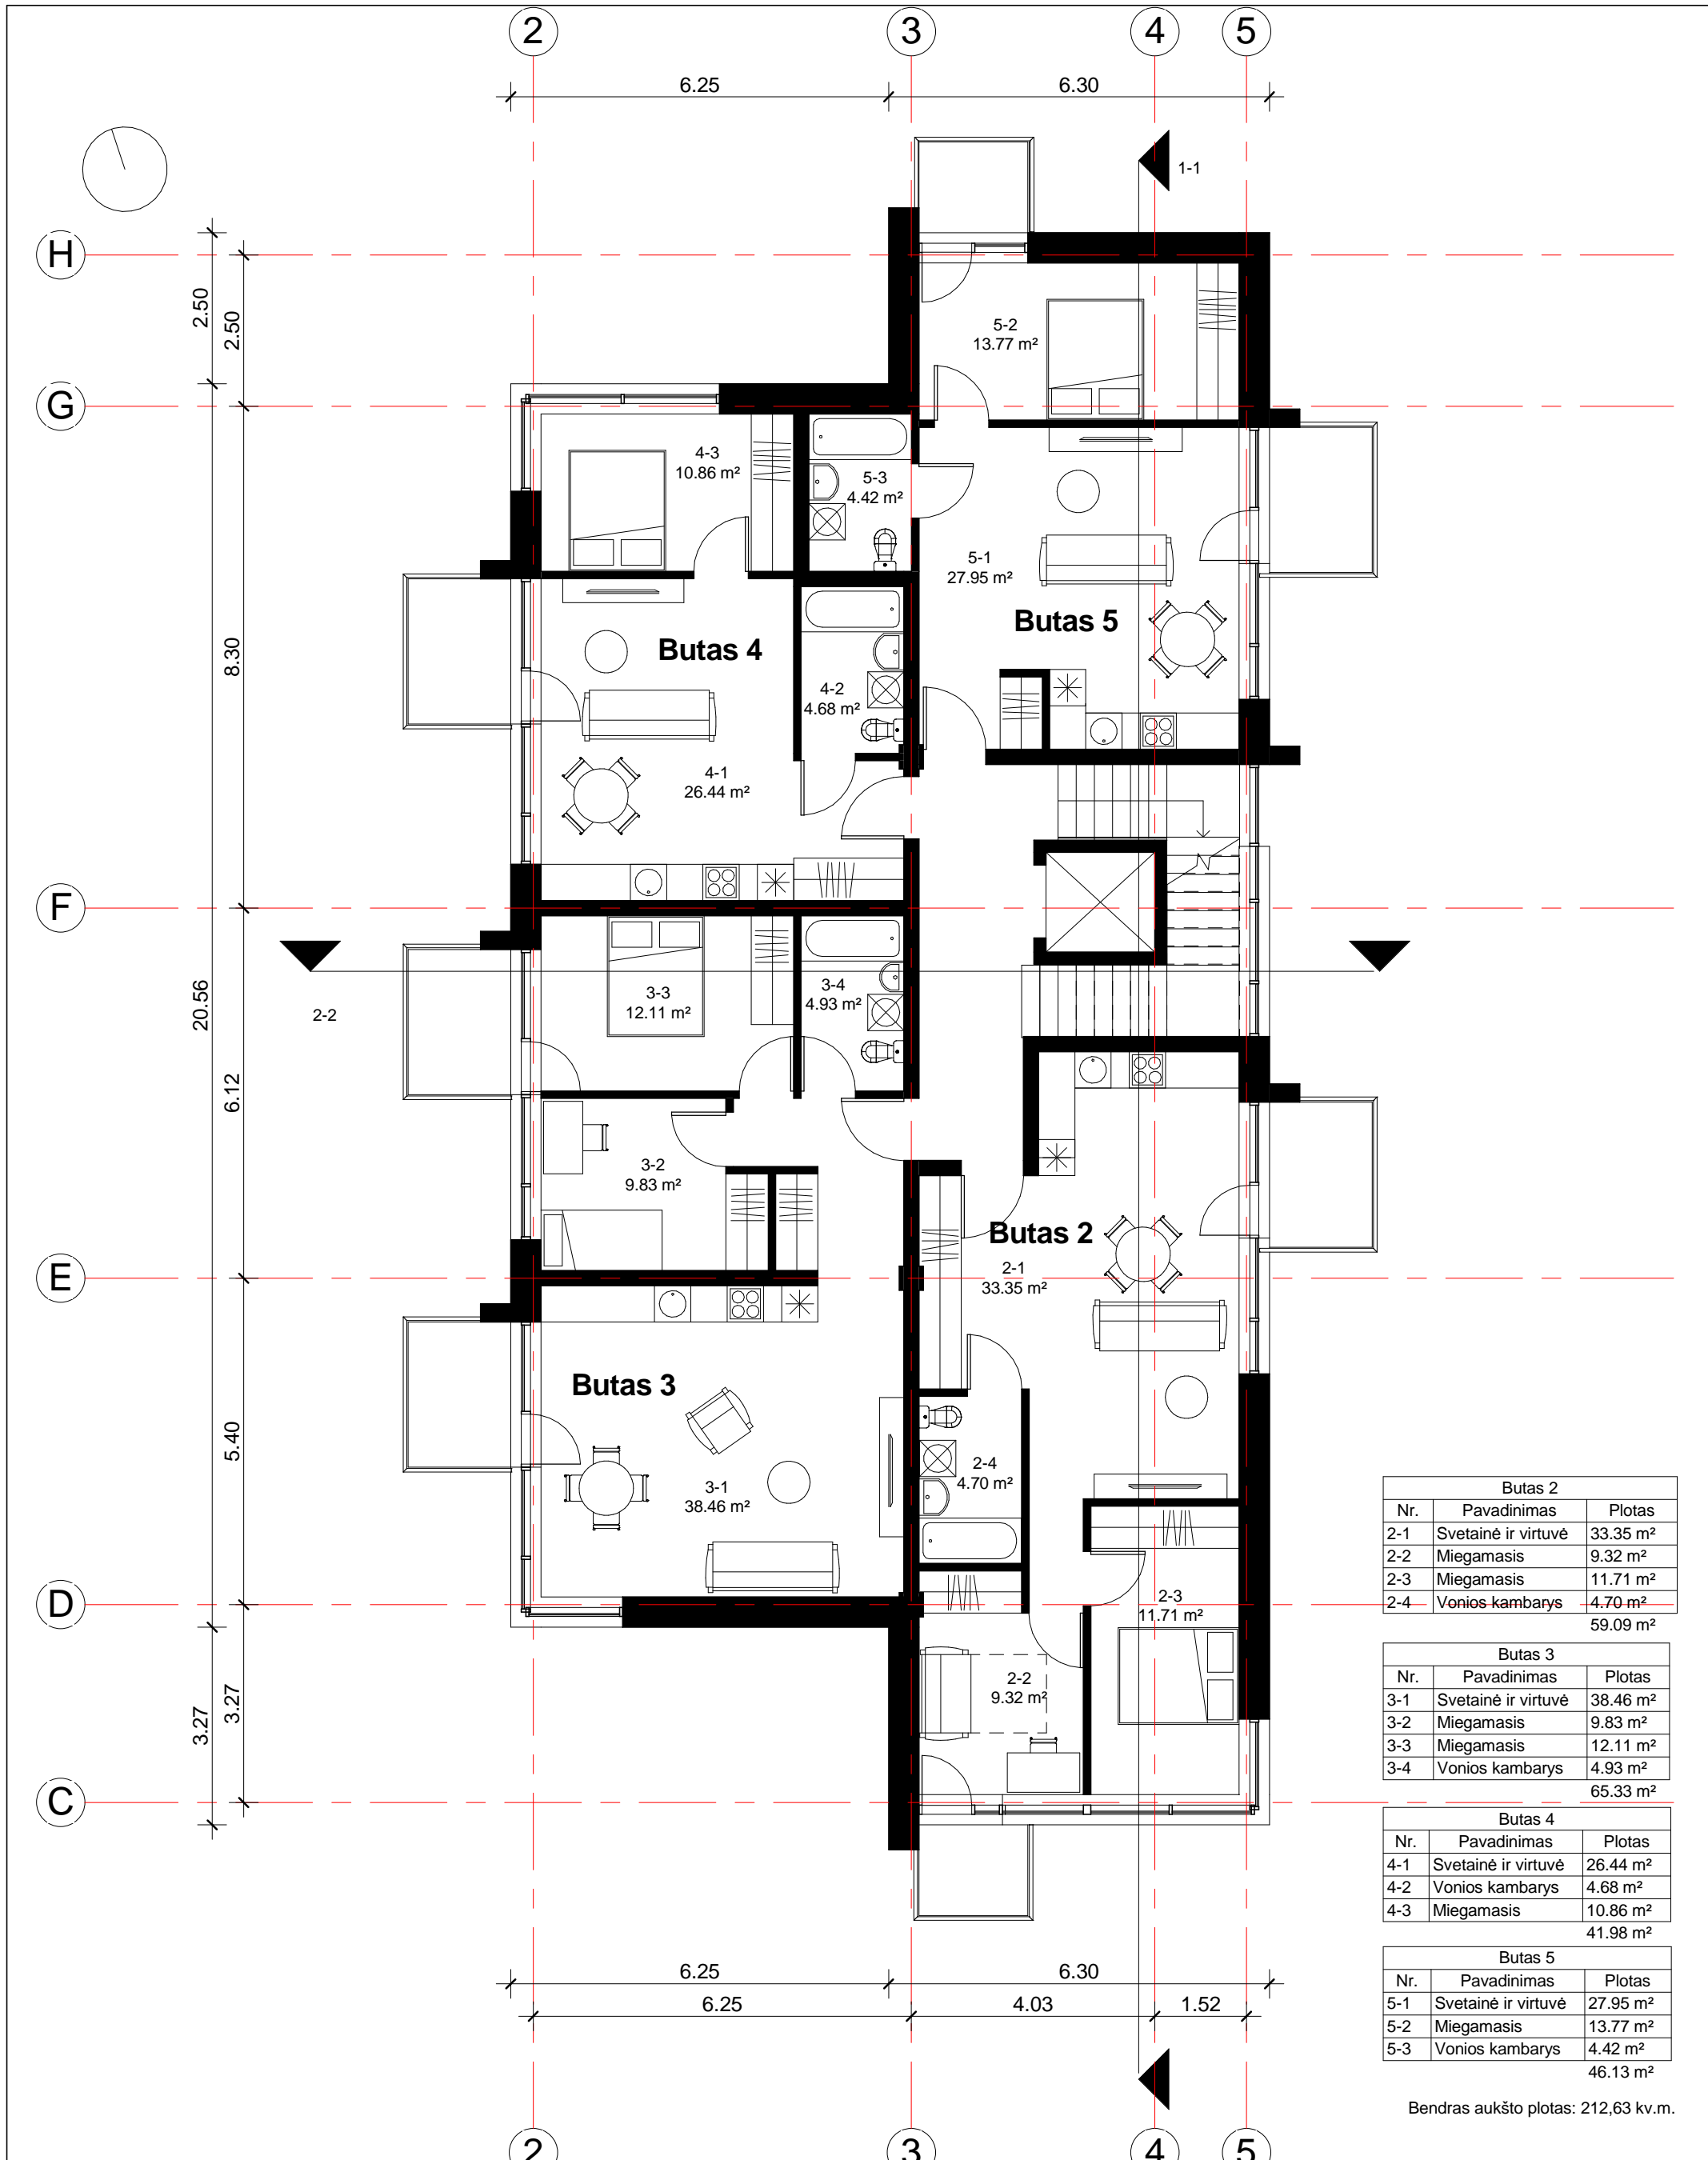 2 3 4 5
6.25 6.30
1-1
H
2.50
2.50
5-2
13.77 m²
G
4-3
10.86 m²
5-3
4.42 m²
5-1
27.95 m²
Butas 5
Butas 4
8.30
4-2
4.68 m²
4-1
26.44 m²
F
20.56
2-2
3-3
12.11 m²
3-4
4.93 m²
6.12
3-2
9.83 m²
Butas 2
2-1
33.35 m²
E
Butas 3
5.40
3-1
38.46 m²
2-4
4.70 m²
D
2-3
11.71 m²
2-2
9.32 m²
3.27
3.27
C
Butas 2
Nr. Pavadinimas Plotas
2-1 Svetainė ir virtuvė 33.35 m²
2-2 Miegamasis 9.32 m²
2-3 Miegamasis 11.71 m²
2-4 Vonios kambarys 4.70 m²
59.09 m²
Butas 3
Nr. Pavadinimas Plotas
3-1 Svetainė ir virtuvė 38.46 m²
3-2 Miegamasis 9.83 m²
3-3 Miegamasis 12.11 m²
3-4 Vonios kambarys 4.93 m²
65.33 m²
Butas 4
Nr. Pavadinimas Plotas
4-1 Svetainė ir virtuvė 26.44 m²
4-2 Vonios kambarys 4.68 m²
4-3 Miegamasis 10.86 m²
41.98 m²
Butas 5
Nr. Pavadinimas Plotas
5-1 Svetainė ir virtuvė 27.95 m²
5-2 Miegamasis 13.77 m²
5-3 Vonios kambarys 4.42 m²
46.13 m²
Bendras aukšto plotas: 212,63 kv.m.
6.25 6.30
6.25 4.03 1.52
2 3 4 5